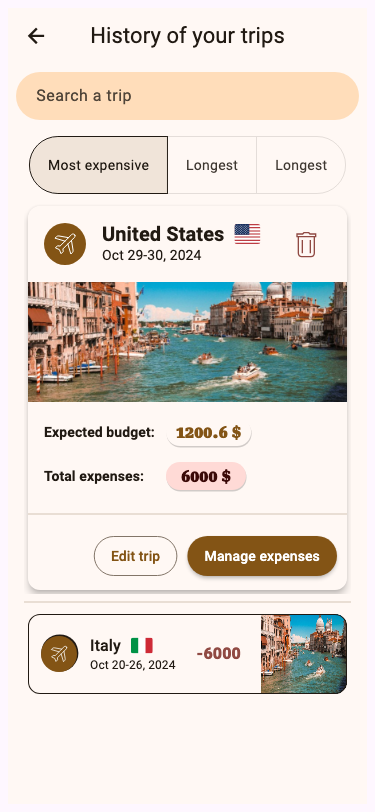 History of your trips
Search a trip
Most expensive
Longest
Longest
United States
Oct 29-30, 2024
Expected budget: 1200.6 $
Total expenses: 6000 $
Edit trip
Manage expenses
Italy
-6000
Oct 20-26, 2024